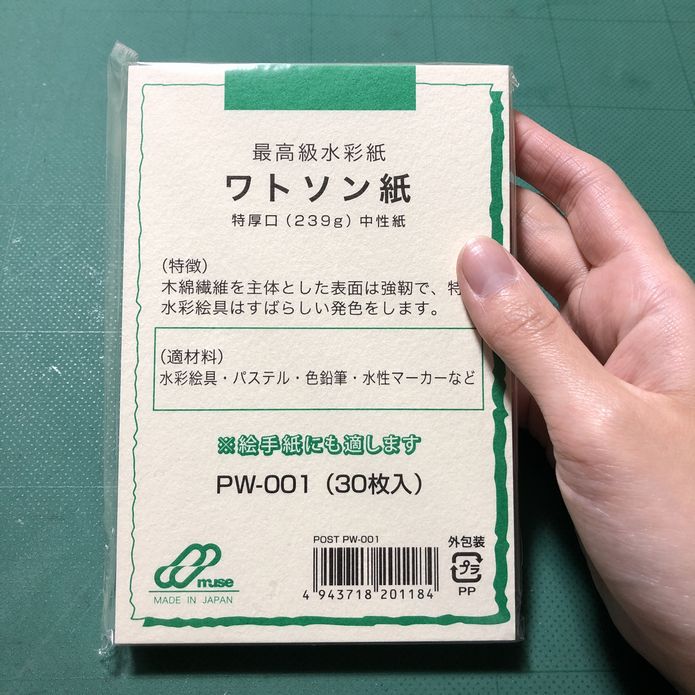 最高級水彩紙
ワトソン紙
特厚口（239g）中性紙
（特徴）
木綿繊維を主体とした表面は強靭で、特
水彩絵具はすばらしい発色をします。
（適材料）
水彩絵具・パステル・色鉛筆・水性マーカーなど
※絵手紙にも適します
PW-001（30枚入）
POST PW-001
4 943718 201184
外包装
プラ
PP
muse
MADE IN JAPAN